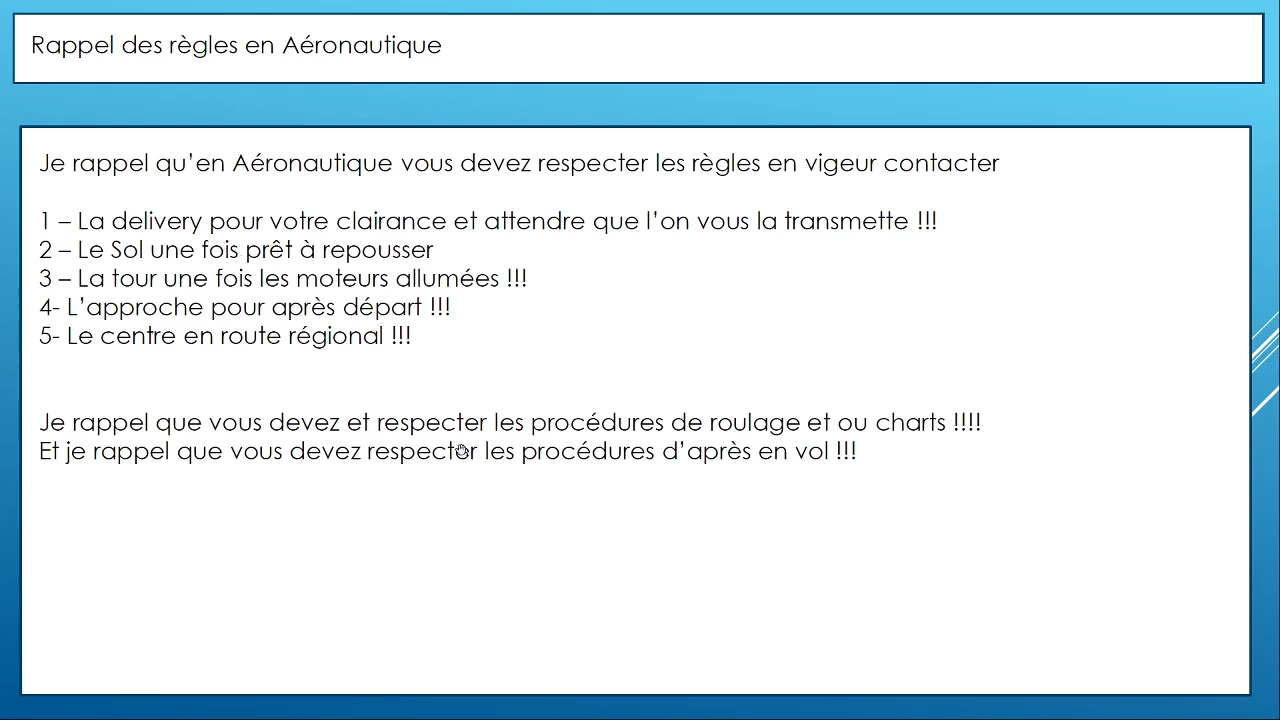 Rappel des règles en Aéronautique
Je rappel qu’en Aéronautique vous devez respecter les règles en vigeur contacter
1 – La delivery pour votre clairance et attendre que l’on vous la transmette !!!
2 – Le Sol une fois prêt à repousser
3 – La tour une fois les moteurs allumées !!!
4- L’approche pour après départ !!!
5- Le centre en route régional !!!
Je rappel que vous devez et respecter les procédures de roulage et ou charts !!!!
Et je rappel que vous devez respecter les procédures d’après en vol !!!